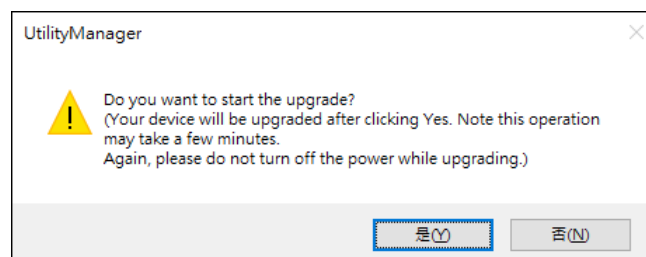 UtilityManager
Do you want to start the upgrade?
(Your device will be upgraded after clicking Yes. Note this operation
may take a few minutes.
Again, please do not turn off the power while upgrading.)
是(Y)
否(N)